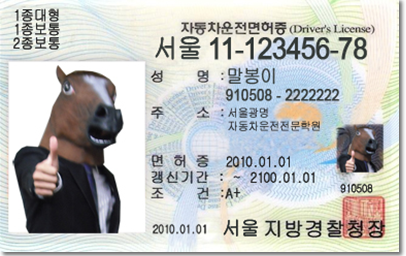 1종대형
1종보통
2종보통
자동차운전면허증 (Driver's License)
서울 11-123456-78
성 명 : 말봉이
910508 - 2222222
주 소 : 서울광명
자동차운전전문학원
면 허 증 2010.01.01
갱신기간 : ~ 2100.01.01
조 건 : A+
910508
2010.01.01 서울 지방경찰청장